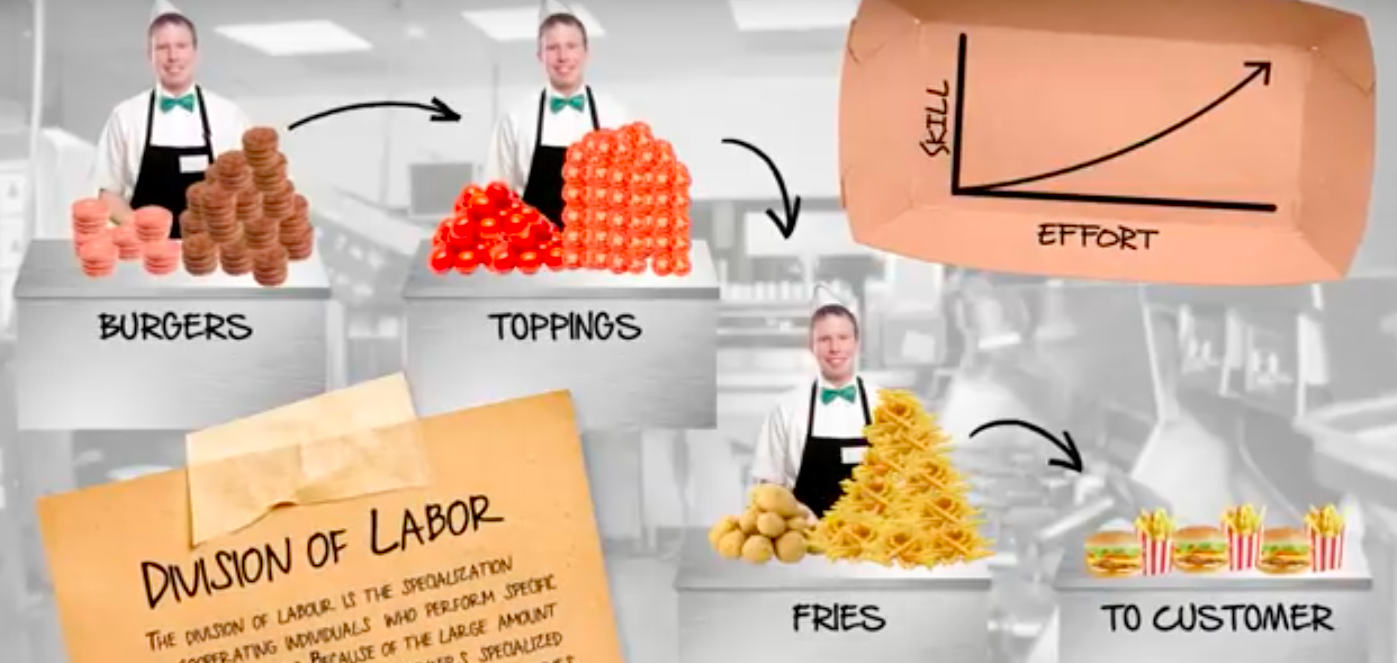 SKILL
EFFORT
BURGERS
TOPPINGS
FRIES
TO CUSTOMER
DIVISION OF LABOR
THE DIVISION OF LABOUR IS THE SPECIALIZATION
COOPERATING INDIVIDUALS WHO PERFORM SPECIFIC
BECAUSE OF THE LARGE AMOUNT
SPECIALIZED